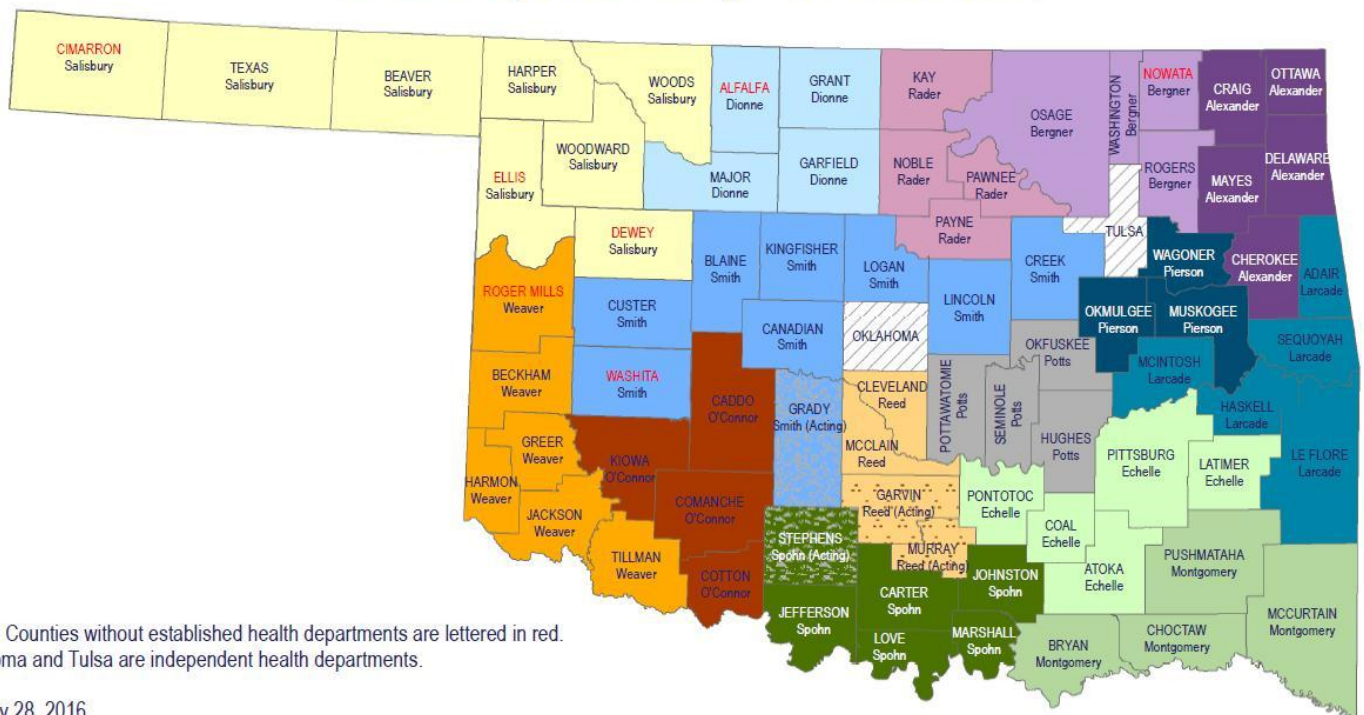 CIMARRON
Salisbury
TEXAS
Salisbury
BEAVER
Salisbury
HARPER
Salisbury
WOODS
Salisbury
ALFALFA
Dionne
GRANT
Dionne
KAY
Rader
OSAGE
Bergner
WASHINGTON
Bergner
NOWATA
Bergner
CRAIG
Alexander
OTTAWA
Alexander
ELLIS
Salisbury
WOODWARD
Salisbury
MAJOR
Dionne
GARFIELD
Dionne
NOBLE
Rader
PAWNEE
Rader
ROGERS
Bergner
MAYES
Alexander
DELAWARE
Alexander
DEWEY
Salisbury
BLAINE
Smith
KINGFISHER
Smith
LOGAN
Smith
PAYNE
Rader
CREEK
Smith
TULSA
WAGONER
Pierson
CHEROKEE
Alexander
ADAIR
Larcade
ROGER MILLS
Weaver
CUSTER
Smith
CANADIAN
Smith
OKLAHOMA
LINCOLN
Smith
OKMULGEE
Pierson
MUSKOGEE
Pierson
SEQUOYAH
Larcade
BECKHAM
Weaver
WASHITA
Smith
CADDO
O'Connor
GRADY
Smith (Acting)
CLEVELAND
Reed
POTTAWATOMIE
Potts
SEMINOLE
Potts
OKFUSKEE
Potts
MCINTOSH
Larcade
HASKELL
Larcade
GREER
Weaver
KIOWA
O'Connor
MCCLAIN
Reed
HUGHES
Potts
PITTSBURG
Echelle
LATIMER
Echelle
LE FLORE
Larcade
HARMON
Weaver
JACKSON
Weaver
COMANCHE
O'Connor
GARVIN
Reed (Acting)
PONTOTOC
Echelle
COAL
Echelle
TILLMAN
Weaver
COTTON
O'Connor
STEPHENS
Spohn (Acting)
MURRAY
Reed (Acting)
JOHNSTON
Spohn
ATOKA
Echelle
PUSHMATAHA
Montgomery
JEFFERSON
Spohn
CARTER
Spohn
LOVE
Spohn
MARSHALL
Spohn
BRYAN
Montgomery
CHOCTAW
Montgomery
MCCURTAIN
Montgomery
Counties without established health departments are lettered in red.
oma and Tulsa are independent health departments.
y 28, 2016